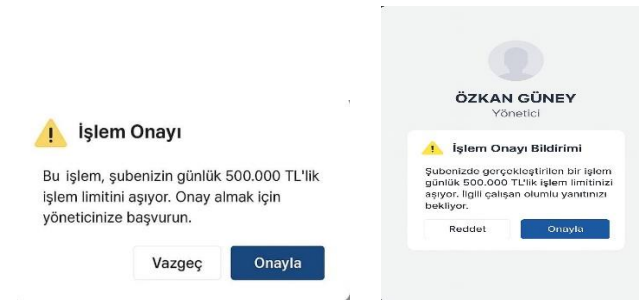 İşlem Onayı
Bu işlem, şubenizin günlük 500.000 TL'lik
işlem limitini aşıyor. Onay almak için
yöneticinize başvurun.
Vazgeç
Onayla
ÖZKAN GÜNEY
Yönetici
İşlem Onayı Bildirimi
Şubenizde gerçekleştirilen bir işlem
günlük 500.000 TL'lik işlem limitinizi
aşıyor. İlgili çalışan olumlu yanıtınızı
bekliyor.
Reddet
Onayla